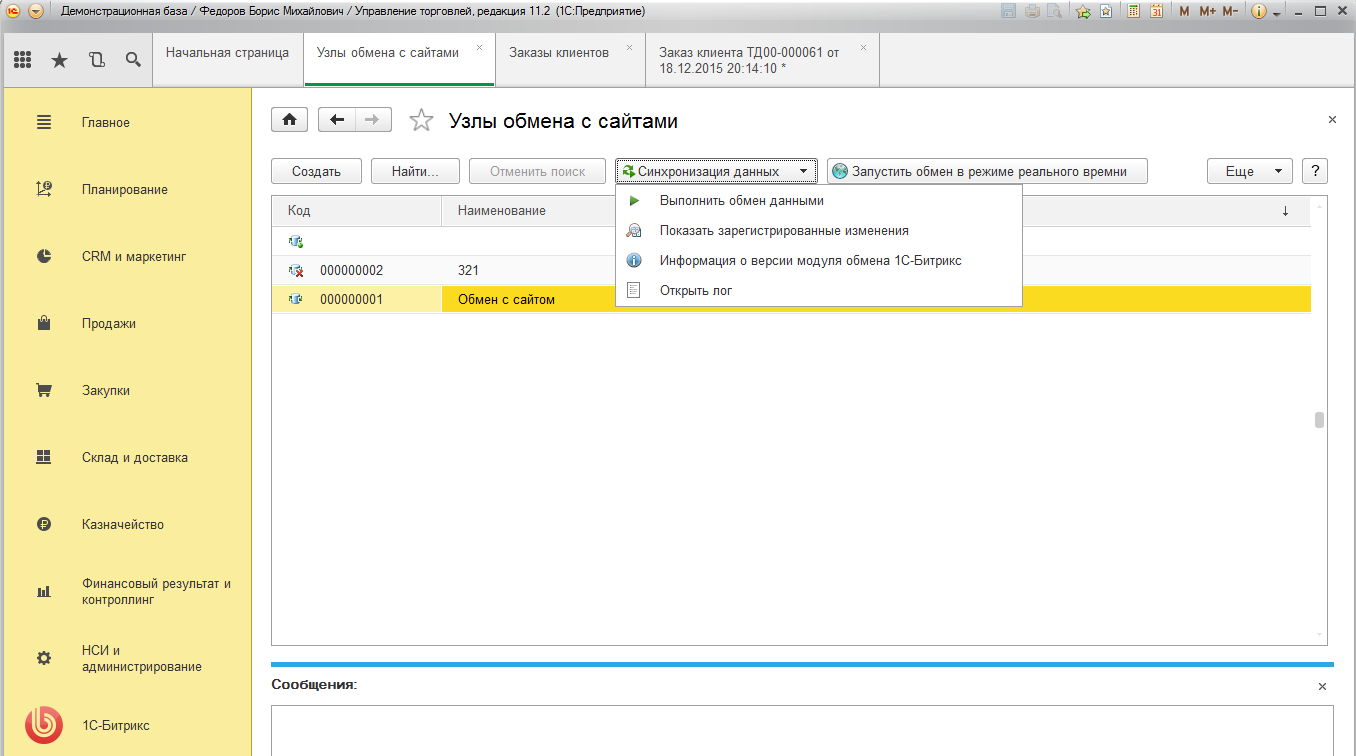 Демонстрационная база / Федоров Борис Михайлович / Управление торговлей, редакция 11.2 (1С:Предприятие)
M M+ M-
Начальная страница
Узлы обмена с сайтами
Заказы клиентов
Заказ клиента ТД00-000061 от
18.12.2015 20:14:10 *
Главное
Планирование
CRM и маркетинг
Продажи
Закупки
Склад и доставка
Казначейство
Финансовый результат и
контроллинг
НСИ и
администрирование
1С-Битрикс
Узлы обмена с сайтами
Создать
Найти...
Отменить поиск
Синхронизация данных
Запустить обмен в режиме реального времни
Еще
?
Код
Наименование
Выполнить обмен данными
Показать зарегистрированные изменения
Информация о версии модуля обмена 1С-Битрикс
Открыть лог
000000002 321
000000001 Обмен с сайтом
Сообщения: